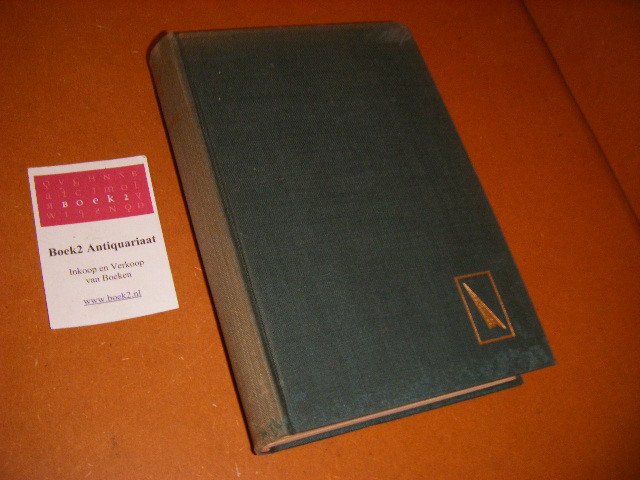 BOEK2
Boek2 Antiquariaat
Inkoop en Verkoop
van Boeken
www.boek2.nl